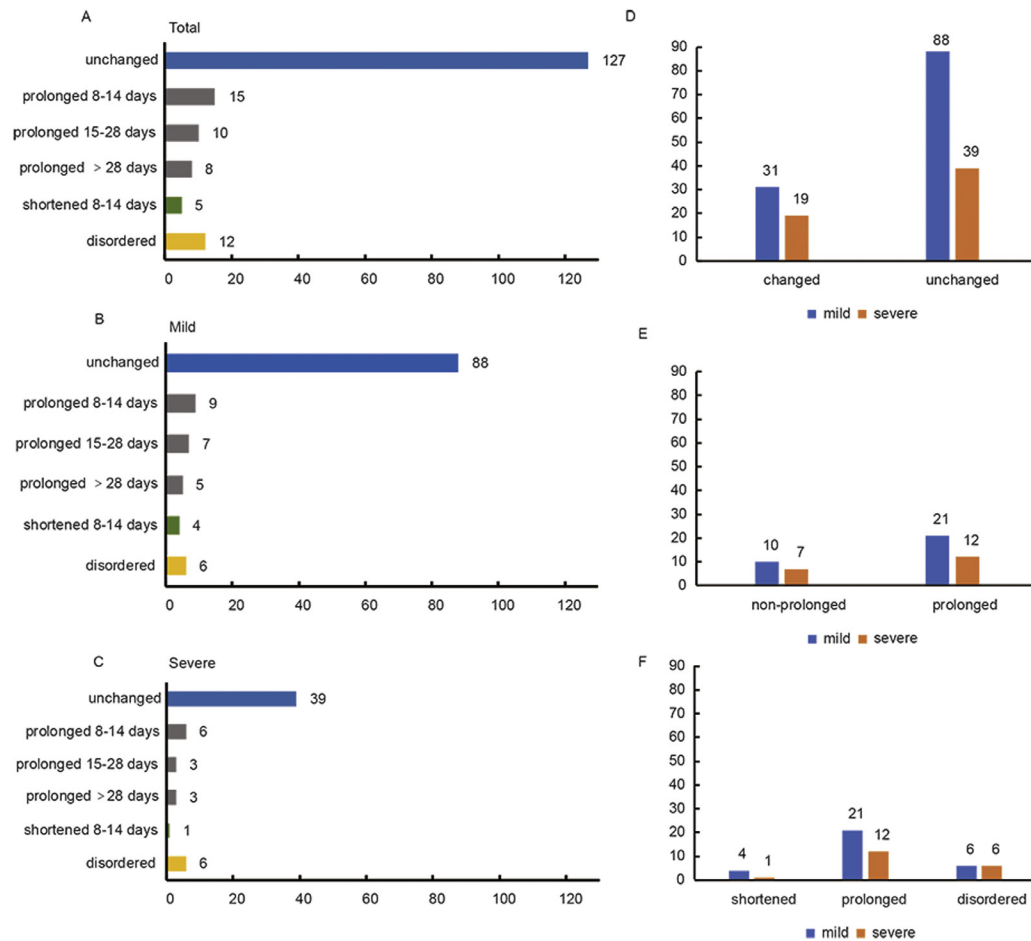 A
Total
unchanged 127
prolonged 8-14 days 15
prolonged 15-28 days 10
prolonged > 28 days 8
shortened 8-14 days 5
disordered 12
0 20 40 60 80 100 120
B
Mild
unchanged 88
prolonged 8-14 days 9
prolonged 15-28 days 7
prolonged > 28 days 5
shortened 8-14 days 4
disordered 6
0 20 40 60 80 100 120
C
Severe
unchanged 39
prolonged 8-14 days 6
prolonged 15-28 days 3
prolonged > 28 days 3
shortened 8-14 days 1
disordered 6
0 20 40 60 80 100 120
D
90
80
70
60
50
40
30
20
10
0
31 19 88 39
changed unchanged
mild severe
E
90
80
70
60
50
40
30
20
10
0
10 7 21 12
non-prolonged prolonged
mild severe
F
90
80
70
60
50
40
30
20
10
0
4 1 21 12 6 6
shortened prolonged disordered
mild severe